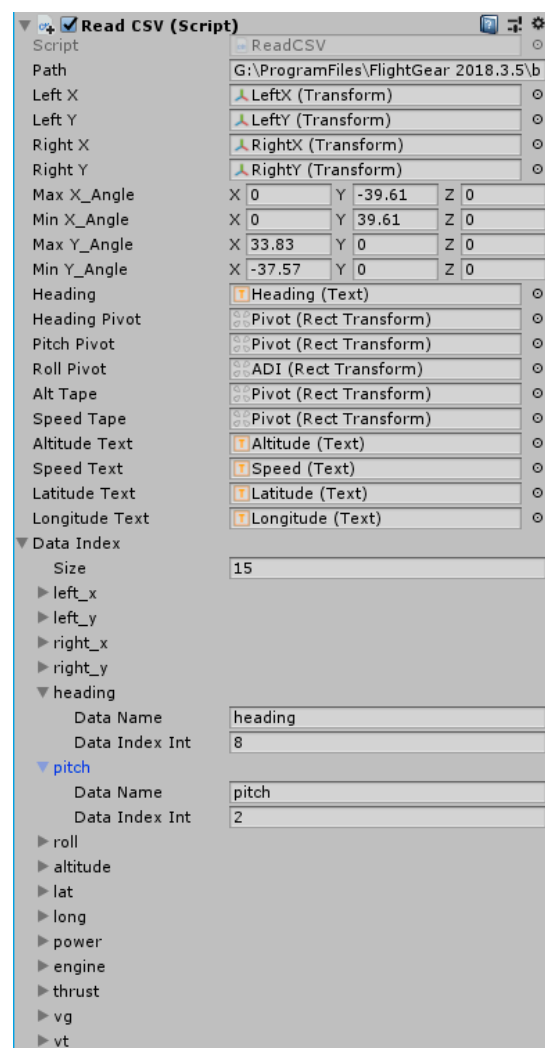 Read CSV (Script)
Script ReadCSV
Path G:\ProgramFiles\FlightGear 2018.3.5\b
Left X LeftX (Transform)
Left Y LeftY (Transform)
Right X RightX (Transform)
Right Y RightY (Transform)
Max X_Angle X 0 Y -39.61 Z 0
Min X_Angle X 0 Y 39.61 Z 0
Max Y_Angle X 33.83 Y 0 Z 0
Min Y_Angle X -37.57 Y 0 Z 0
Heading T Heading (Text)
Heading Pivot Pivot (Rect Transform)
Pitch Pivot Pivot (Rect Transform)
Roll Pivot ADI (Rect Transform)
Alt Tape Pivot (Rect Transform)
Speed Tape Pivot (Rect Transform)
Altitude Text T Altitude (Text)
Speed Text T Speed (Text)
Latitude Text T Latitude (Text)
Longitude Text T Longitude (Text)
Data Index
Size 15
left_x
left_y
right_x
right_y
heading
Data Name heading
Data Index Int 8
pitch
Data Name pitch
Data Index Int 2
roll
altitude
lat
long
power
engine
thrust
vg
vt